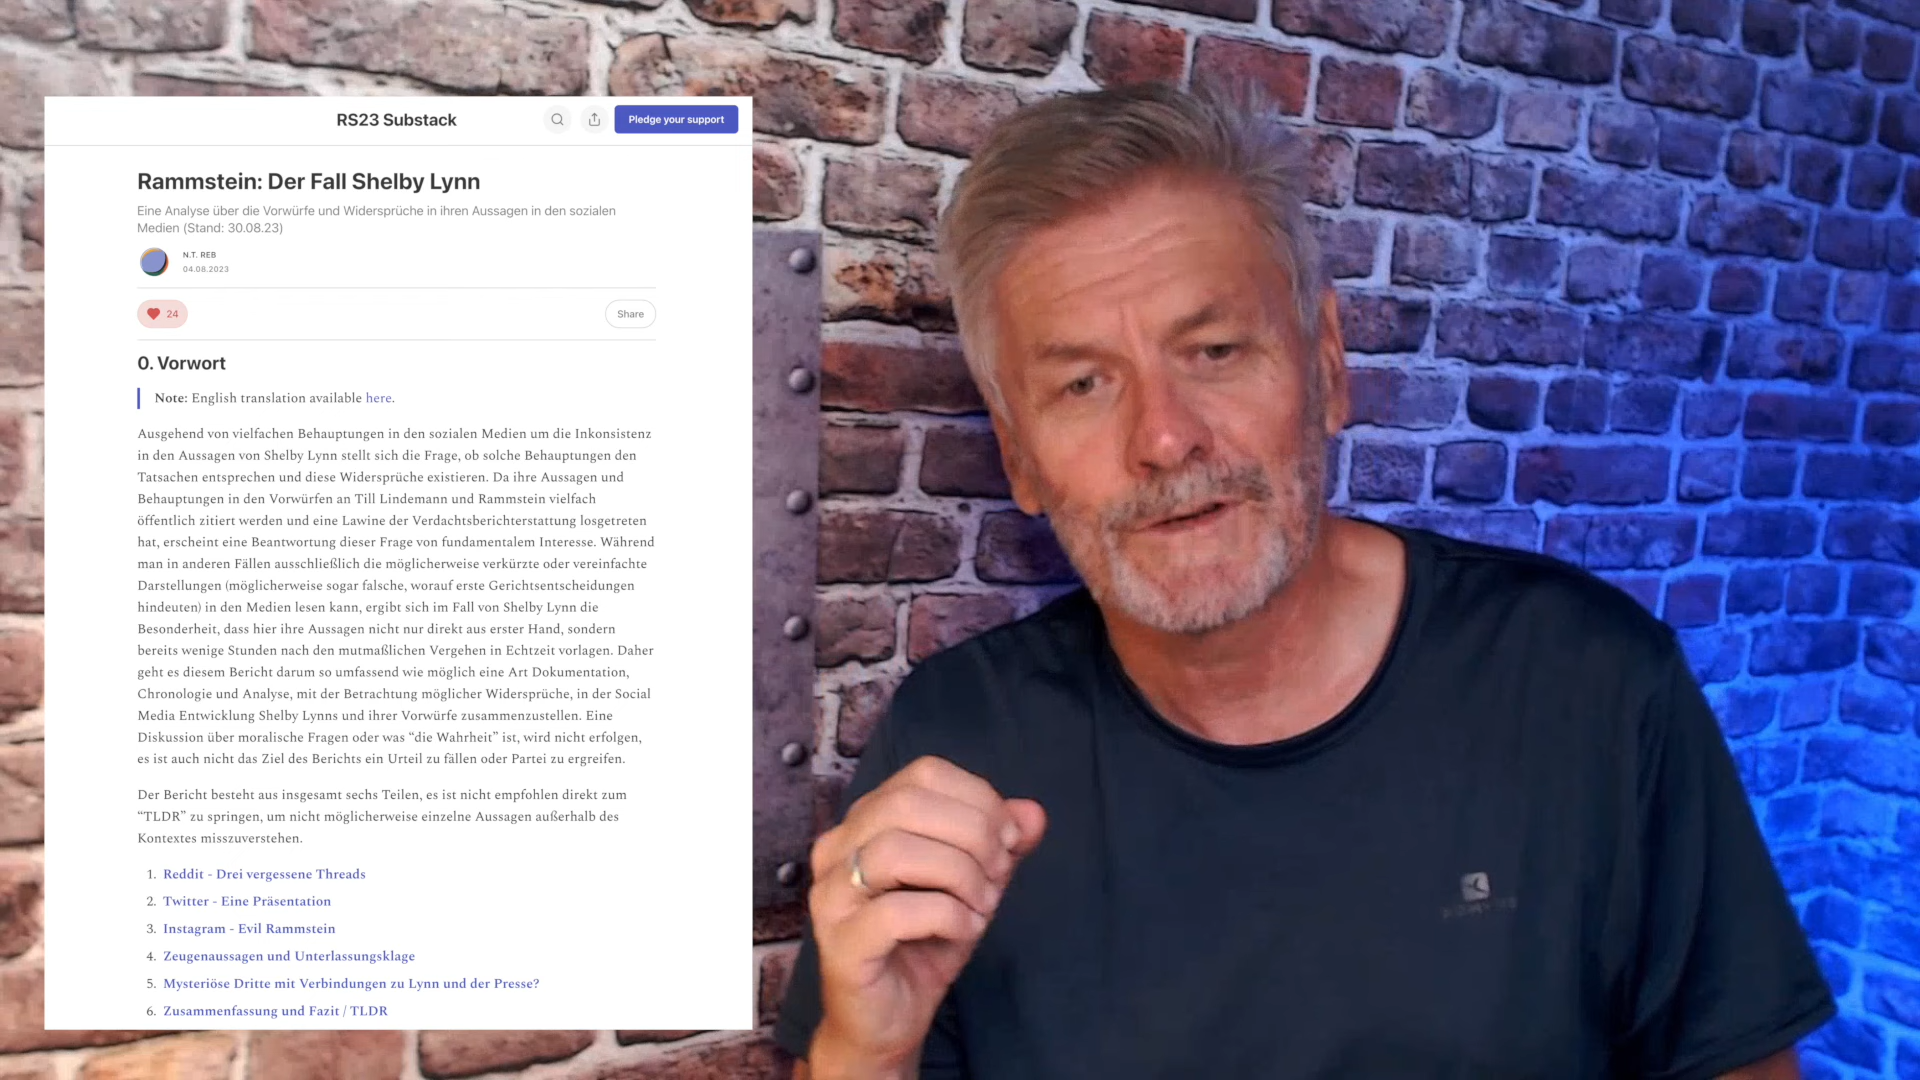 RS23 Substack
Pledge your support
Rammstein: Der Fall Shelby Lynn
Eine Analyse über die Vorwürfe und Widersprüche in ihren Aussagen in den sozialen
Medien (Stand: 30.08.23)
N.T. REB
04.08.2023
24
Share
0. Vorwort
Note: English translation available here.
Ausgehend von vielfachen Behauptungen in den sozialen Medien um die Inkonsistenz
in den Aussagen von Shelby Lynn stellt sich die Frage, ob solche Behauptungen den
Tatsachen entsprechen und diese Widersprüche existieren. Da ihre Aussagen und
Behauptungen in den Vorwürfen an Till Lindemann und Rammstein vielfach
öffentlich zitiert werden und eine Lawine der Verdachtsberichterstattung losgetreten
hat, erscheint eine Beantwortung dieser Frage von fundamentalem Interesse. Während
man in anderen Fällen ausschließlich die möglicherweise verkürzte oder vereinfachte
Darstellungen (möglicherweise sogar falsche, worauf erste Gerichtsentscheidungen
hindeuten) in den Medien lesen kann, ergibt sich im Fall von Shelby Lynn die
Besonderheit, dass hier ihre Aussagen nicht nur direkt aus erster Hand, sondern
bereits wenige Stunden nach den mutmaßlichen Vergehen in Echtzeit vorlagen. Daher
geht es diesem Bericht darum so umfassend wie möglich eine Art Dokumentation,
Chronologie und Analyse, mit der Betrachtung möglicher Widersprüche, in der Social
Media Entwicklung Shelby Lynns und ihrer Vorwürfe zusammenzustellen. Eine
Diskussion über moralische Fragen oder was “die Wahrheit” ist, wird nicht erfolgen,
es ist auch nicht das Ziel des Berichts ein Urteil zu fällen oder Partei zu ergreifen.
Der Bericht besteht aus insgesamt sechs Teilen, es ist nicht empfohlen direkt zum
“TLDR” zu springen, um nicht möglicherweise einzelne Aussagen außerhalb des
Kontextes misszuverstehen.
1. Reddit - Drei vergessene Threads
2. Twitter - Eine Präsentation
3. Instagram - Evil Rammstein
4. Zeugenaussagen und Unterlassungsklage
5. Mysteriöse Dritte mit Verbindungen zu Lynn und der Presse?
6. Zusammenfassung und Fazit / TLDR